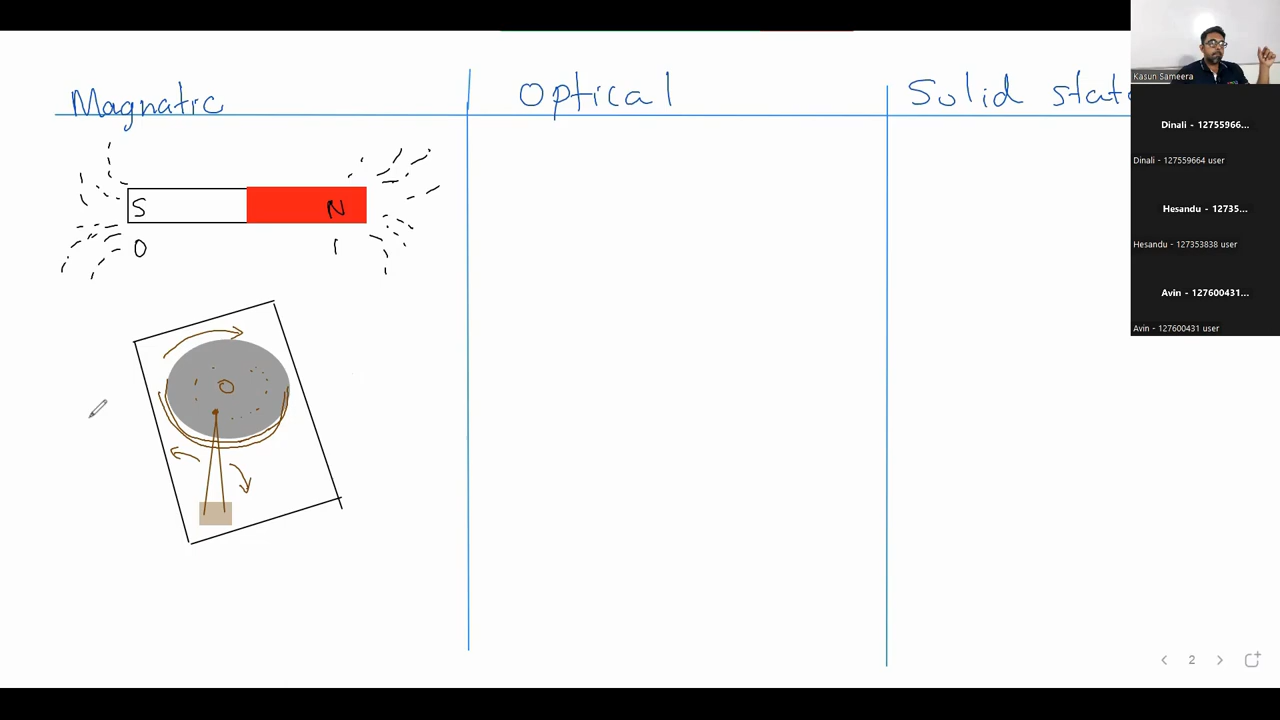 Magnatic
Optical
Solid stat
S
N
0
1
Kasun Sameera
Dinali - 12755966...
Dinali - 127559664 user
Hesandu - 12735...
Hesandu - 127353838 user
Avin - 127600431...
Avin - 127600431 user
2